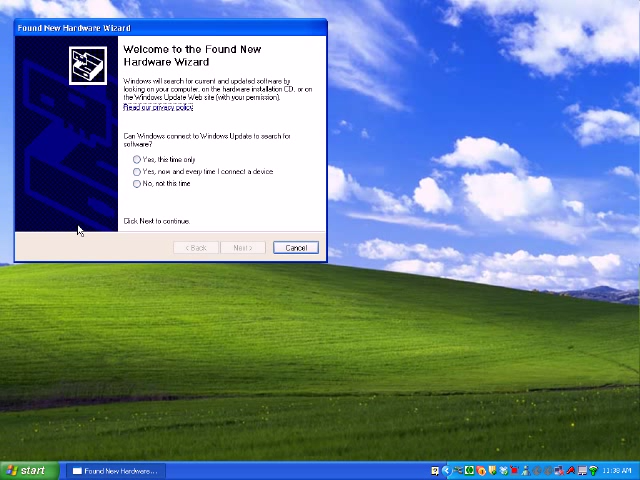 Found New Hardware Wizard
Welcome to the Found New
Hardware Wizard
Windows will search for current and updated software by
looking on your computer, on the hardware installation CD, or on
the Windows Update Web site (with your permission).
Read our privacy policy
Can Windows connect to Windows Update to search for
software?
Yes, this time only
Yes, now and every time I connect a device
No, not this time
Click Next to continue.
< Back
Next >
Cancel
start
Found New Hardware...
11:38 AM